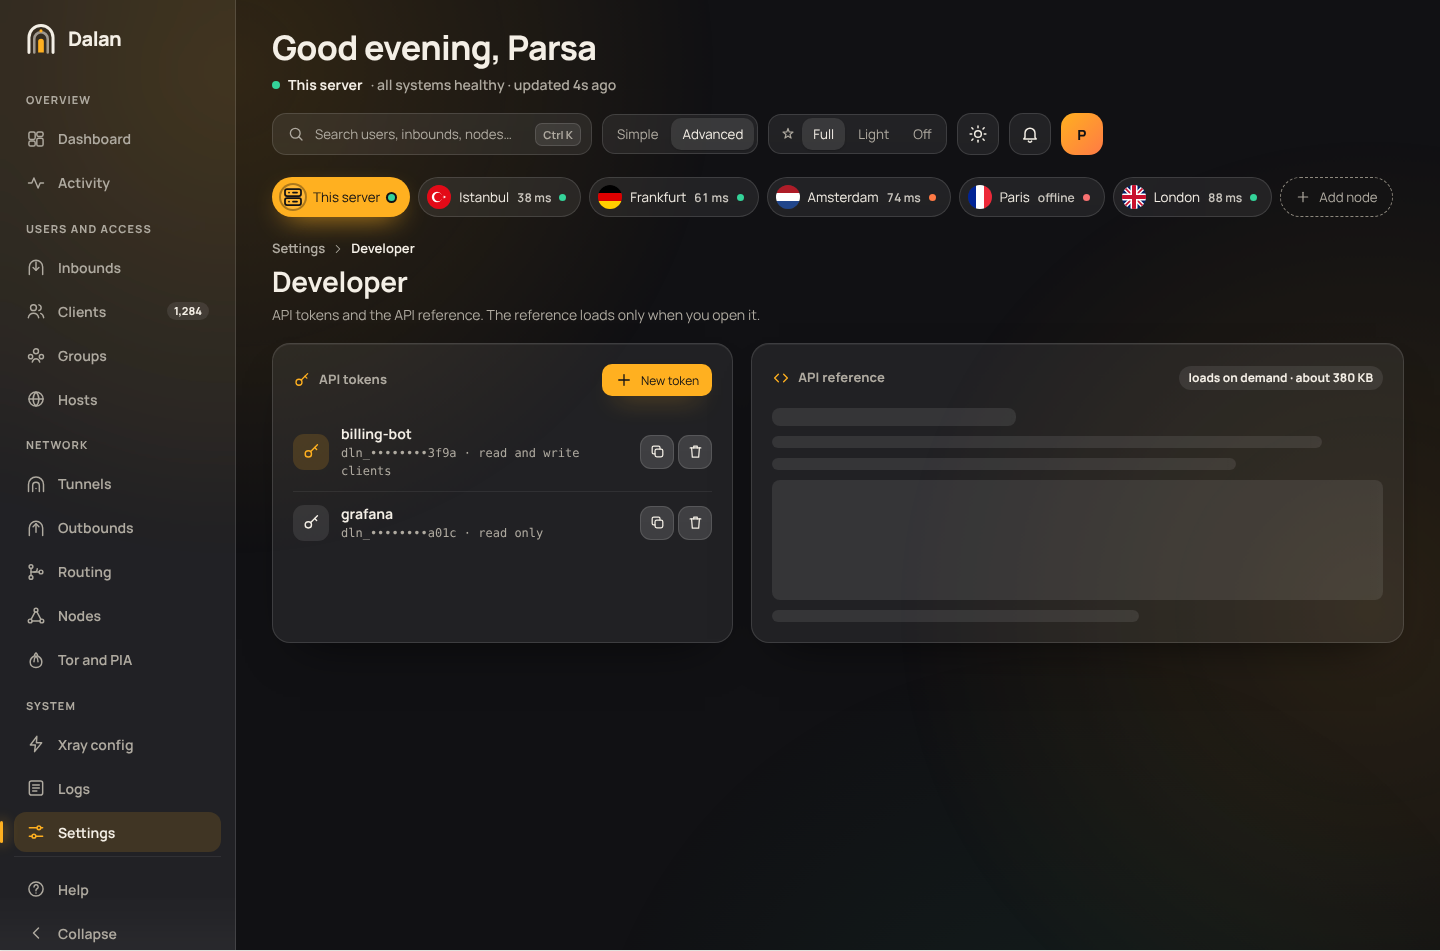 Dalan
OVERVIEW
Dashboard
Activity
USERS AND ACCESS
Inbounds
Clients 1,284
Groups
Hosts
NETWORK
Tunnels
Outbounds
Routing
Nodes
Tor and PIA
SYSTEM
Xray config
Logs
Settings
Help
Collapse
Good evening, Parsa
This server · all systems healthy · updated 4s ago
Search users, inbounds, nodes… Ctrl K Simple Advanced Full Light Off P
This server Istanbul 38 ms Frankfurt 61 ms Amsterdam 74 ms Paris offline London 88 ms Add node
Settings > Developer
Developer
API tokens and the API reference. The reference loads only when you open it.
API tokens New token
billing-bot
dln_••••••••3f9a · read and write
clients
grafana
dln_••••••••a01c · read only
API reference loads on demand · about 380 KB